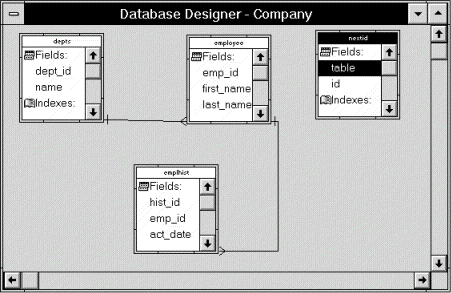 Database Designer - Company
depts
Fields:
dept_id
name
Indexes:
employee
Fields:
emp_id
first_name
last_name
nextid
Fields:
table
id
Indexes:
emplhist
Fields:
hist_id
emp_id
act_date